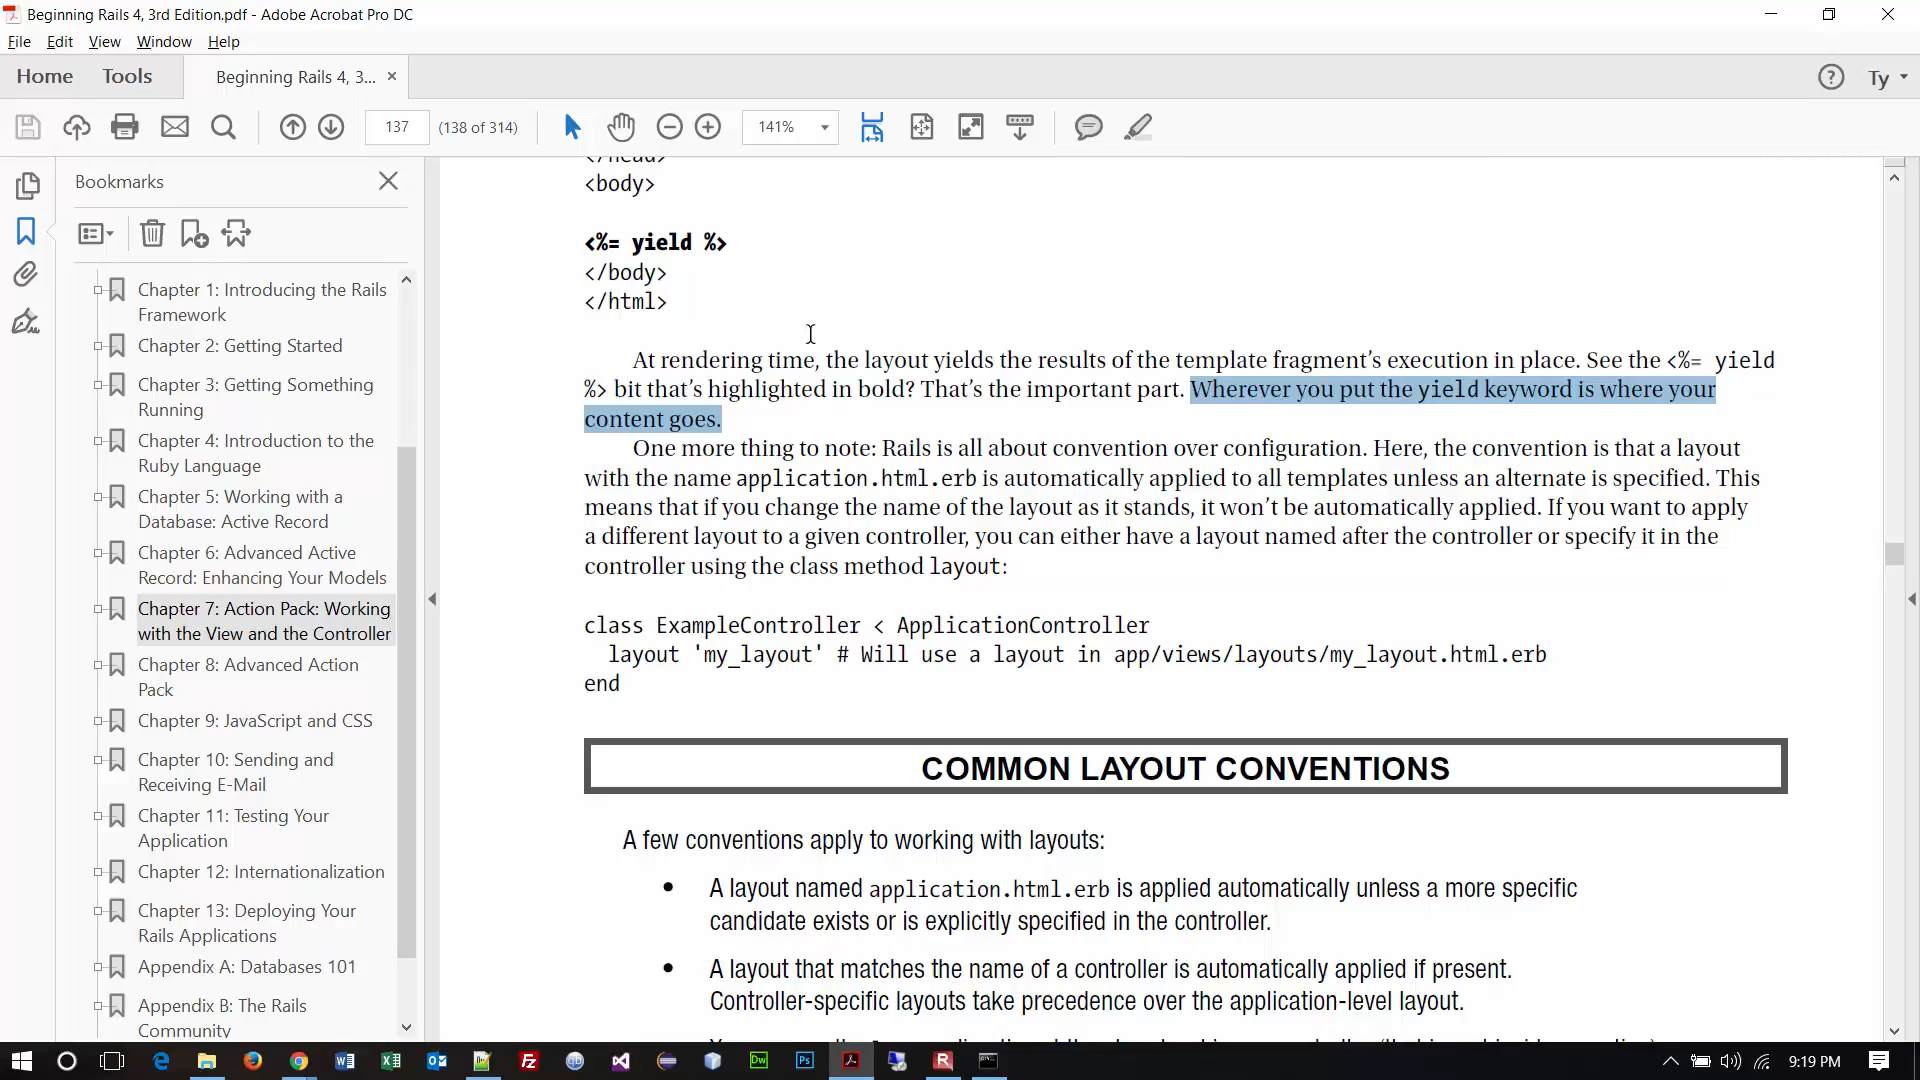 Beginning Rails 4, 3rd Edition.pdf - Adobe Acrobat Pro DC
File Edit View Window Help
Home Tools Beginning Rails 4, 3... × Ty
137 (138 of 314) 141%
Bookmarks
Chapter 1: Introducing the Rails
Framework
Chapter 2: Getting Started
Chapter 3: Getting Something
Running
Chapter 4: Introduction to the
Ruby Language
Chapter 5: Working with a
Database: Active Record
Chapter 6: Advanced Active
Record: Enhancing Your Models
Chapter 7: Action Pack: Working
with the View and the Controller
Chapter 8: Advanced Action
Pack
Chapter 9: JavaScript and CSS
Chapter 10: Sending and
Receiving E-Mail
Chapter 11: Testing Your
Application
Chapter 12: Internationalization
Chapter 13: Deploying Your
Rails Applications
Appendix A: Databases 101
Appendix B: The Rails
Community
</head>
<body>
<%= yield %>
</body>
</html>
At rendering time, the layout yields the results of the template fragment's execution in place. See the <%= yield
%> bit that's highlighted in bold? That's the important part. Wherever you put the yield keyword is where your
content goes.
One more thing to note: Rails is all about convention over configuration. Here, the convention is that a layout
with the name application.html.erb is automatically applied to all templates unless an alternate is specified. This
means that if you change the name of the layout as it stands, it won't be automatically applied. If you want to apply
a different layout to a given controller, you can either have a layout named after the controller or specify it in the
controller using the class method layout:
class ExampleController < ApplicationController
layout 'my_layout' # Will use a layout in app/views/layouts/my_layout.html.erb
end
COMMON LAYOUT CONVENTIONS
A few conventions apply to working with layouts:
• A layout named application.html.erb is applied automatically unless a more specific
candidate exists or is explicitly specified in the controller.
• A layout that matches the name of a controller is automatically applied if present.
Controller-specific layouts take precedence over the application-level layout.
9:19 PM